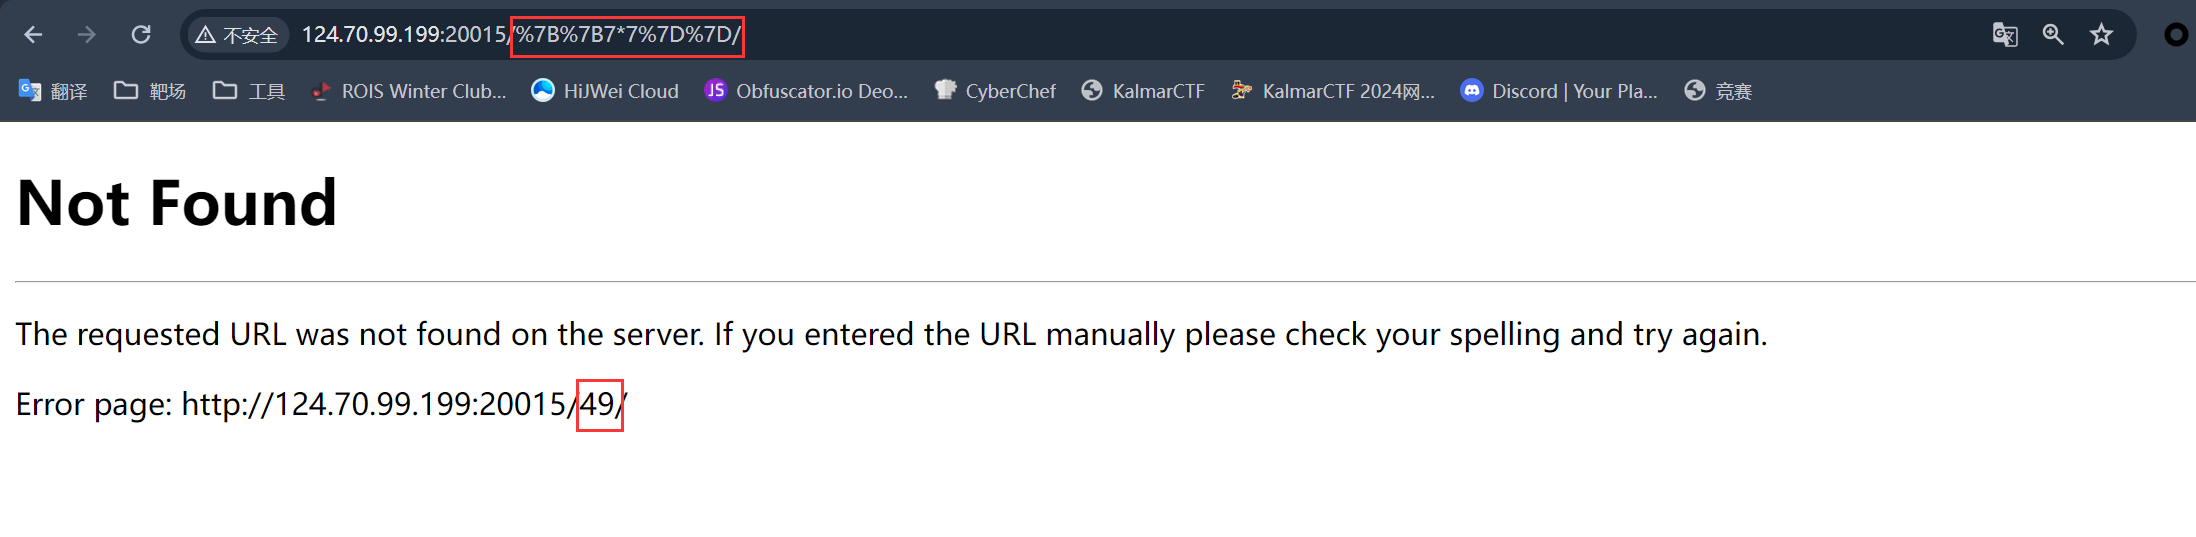 不安全 124.70.99.199:20015/%7B%7B7*7%7D%7D/
翻译 靶场 工具 ROIS Winter Club... HiJWei Cloud JS Obfuscator.io Deo... CyberChef KalmarCTF KalmarCTF 2024网... Discord | Your Pla... 竞赛
Not Found
The requested URL was not found on the server. If you entered the URL manually please check your spelling and try again.
Error page: http://124.70.99.199:20015/49/